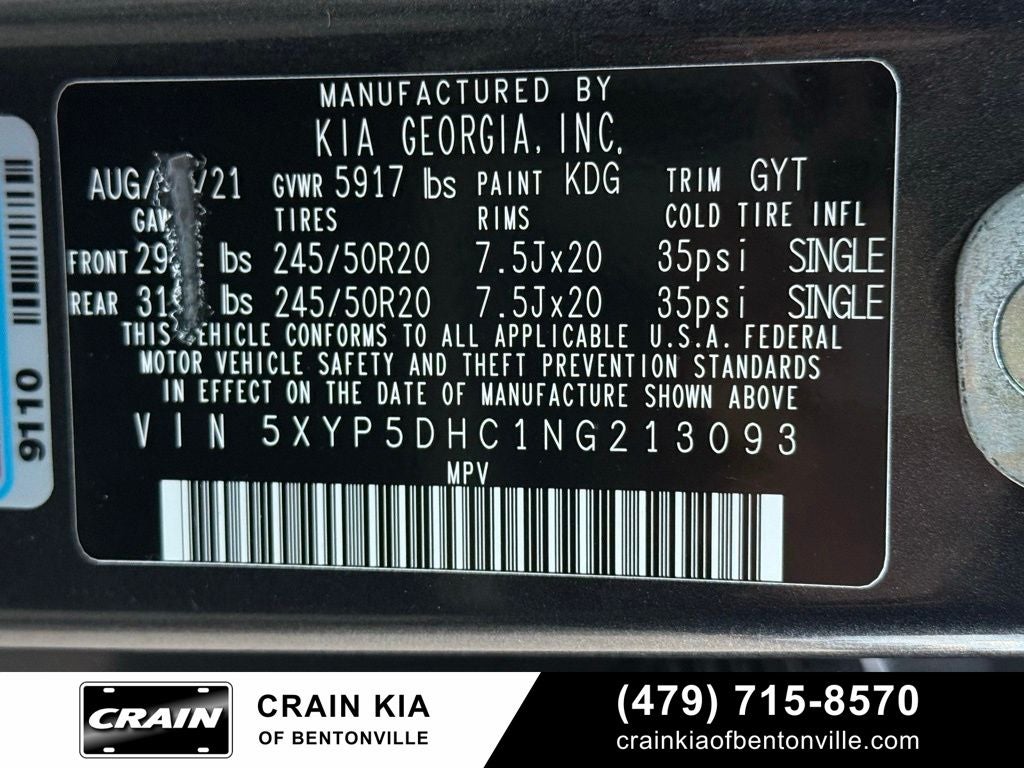 MANUFACTURED BY
KIA GEORGIA, INC.
AUG/ /21 GVWR 5917 lbs PAINT KDG TRIM GYT
TIRES RIMS COLD TIRE INFL
FRONT lbs 245/50R20 7.5Jx20 35psi SINGLE
REAR lbs 245/50R20 7.5Jx20 35psi SINGLE
THIS VEHICLE CONFORMS TO ALL APPLICABLE U.S.A. FEDERAL
MOTOR VEHICLE SAFETY AND THEFT PREVENTION STANDARDS
IN EFFECT ON THE DATE OF MANUFACTURE SHOWN ABOVE
VIN 5XYP5DHC1NG213093
MPV
9110
CRAIN
CRAIN KIA
OF BENTONVILLE
(479) 715-8570
crainkiaofbentonville.com